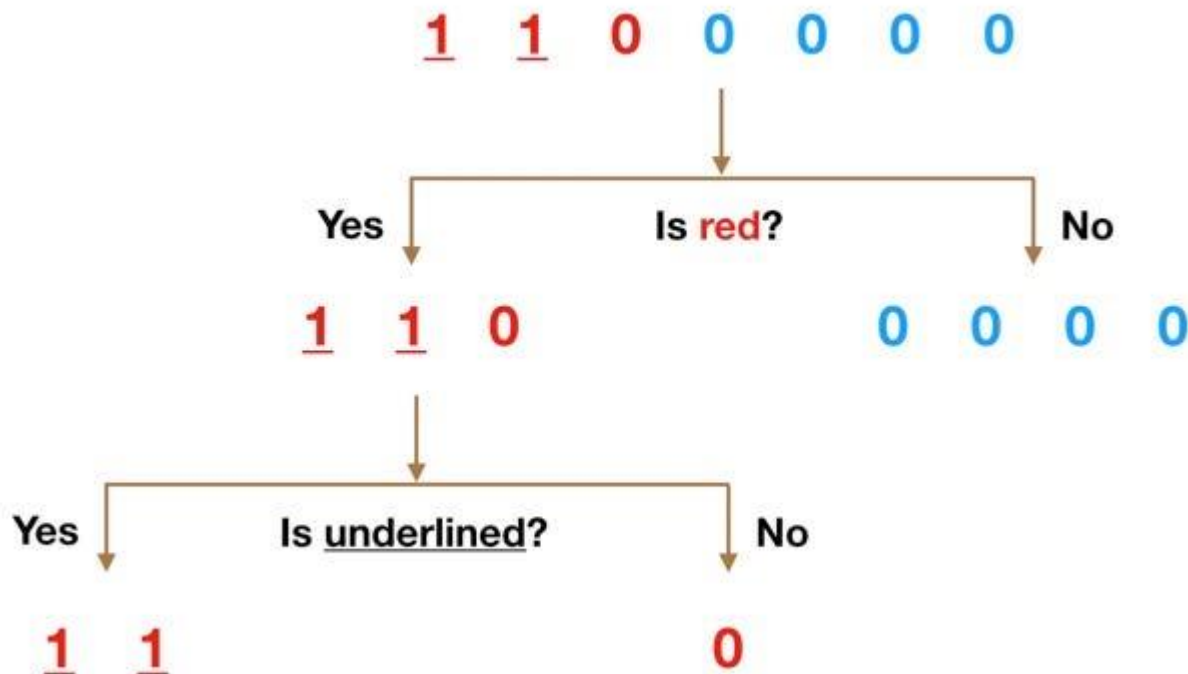 1 1 0 0 0 0 0
Yes Is red? No
1 1 0 0 0 0 0
Yes Is underlined? No
1 1 0